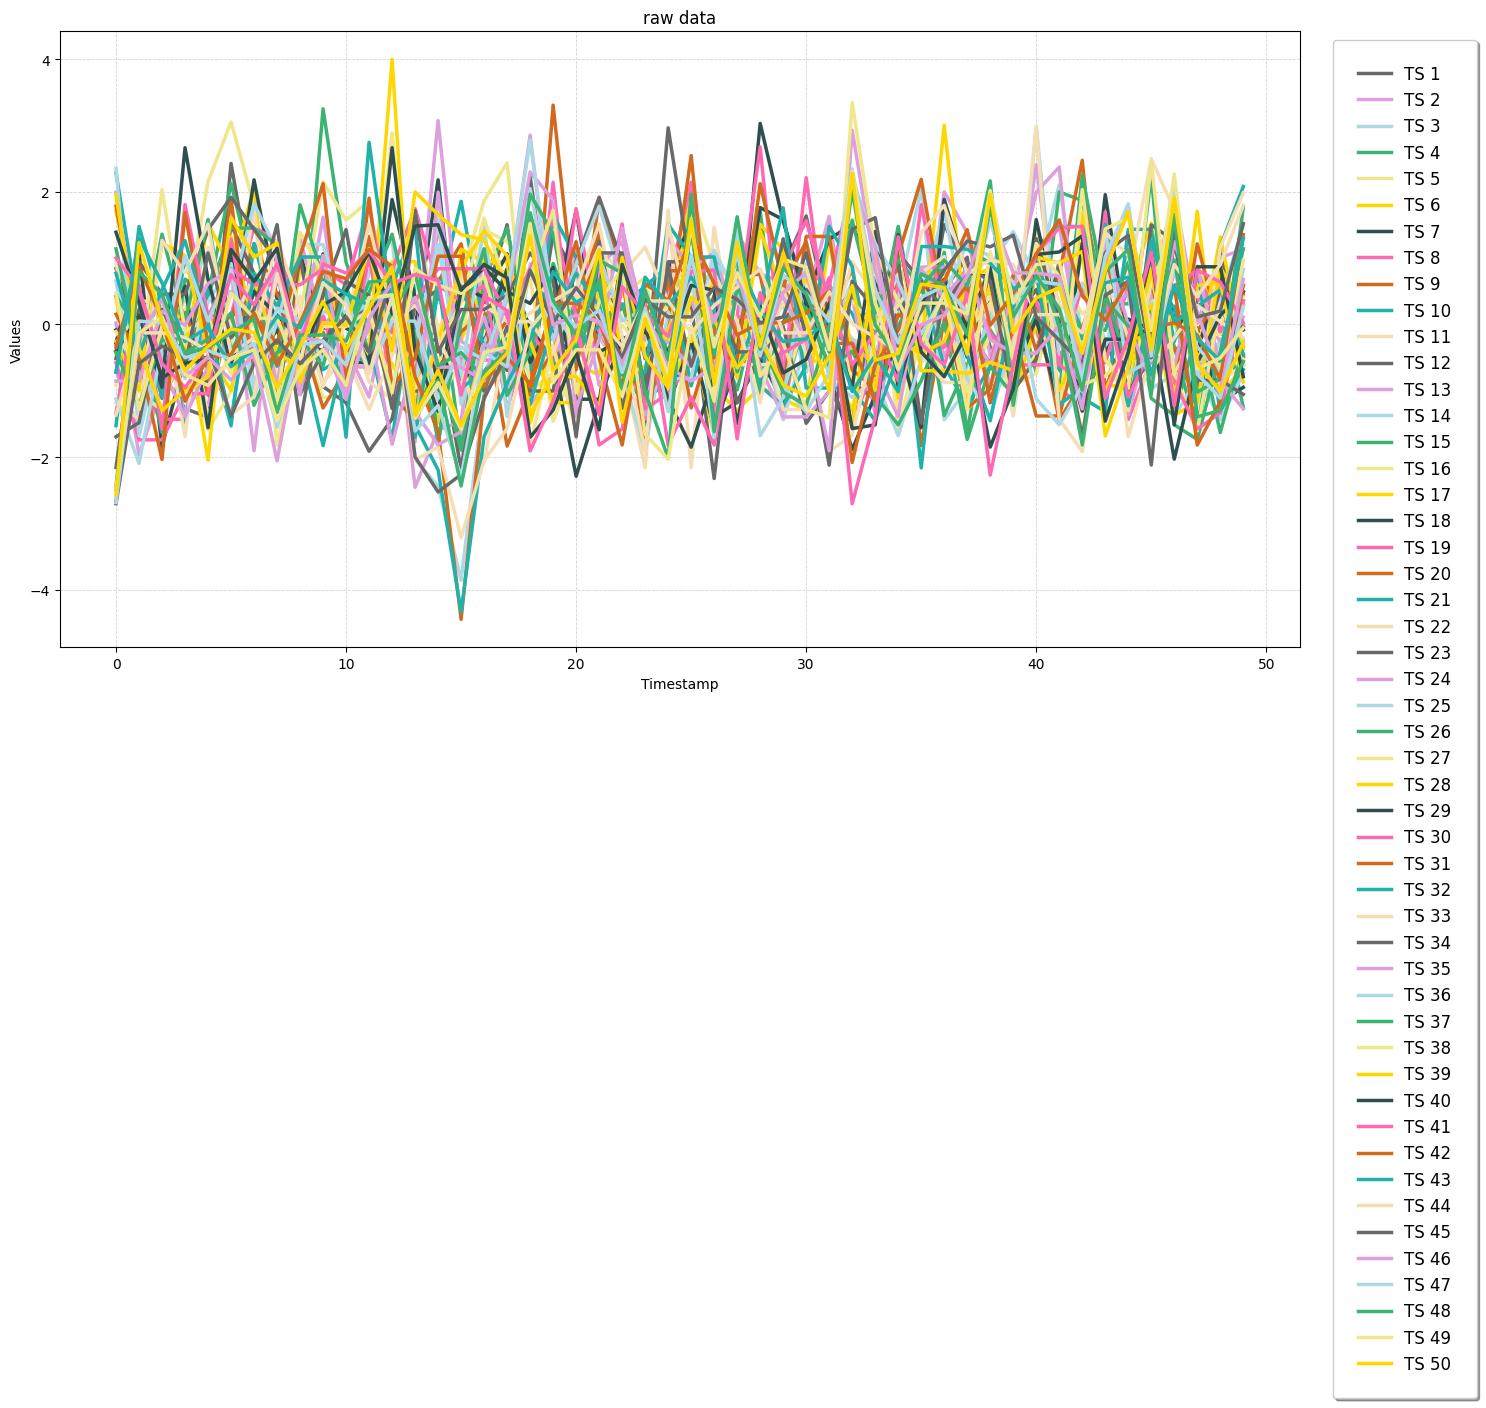 raw data
4
2
0
−2
−4
Values
0 10 20 30 40 50
Timestamp
TS 1
TS 2
TS 3
TS 4
TS 5
TS 6
TS 7
TS 8
TS 9
TS 10
TS 11
TS 12
TS 13
TS 14
TS 15
TS 16
TS 17
TS 18
TS 19
TS 20
TS 21
TS 22
TS 23
TS 24
TS 25
TS 26
TS 27
TS 28
TS 29
TS 30
TS 31
TS 32
TS 33
TS 34
TS 35
TS 36
TS 37
TS 38
TS 39
TS 40
TS 41
TS 42
TS 43
TS 44
TS 45
TS 46
TS 47
TS 48
TS 49
TS 50